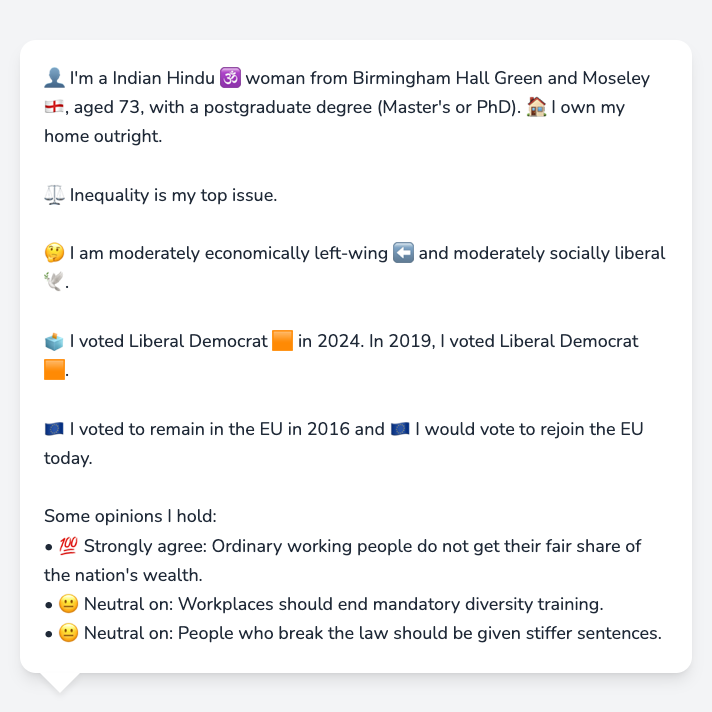 👤 I'm a Indian Hindu 🕉️ woman from Birmingham Hall Green and Moseley
🏴󠁧󠁢󠁥󠁮󠁧󠁿, aged 73, with a postgraduate degree (Master's or PhD). 🏠 I own my
home outright.
⚖️ Inequality is my top issue.
🤔 I am moderately economically left-wing ⬅️ and moderately socially liberal
🕊️.
🗳️ I voted Liberal Democrat 🟧 in 2024. In 2019, I voted Liberal Democrat
🟧.
🇪🇺 I voted to remain in the EU in 2016 and 🇪🇺 I would vote to rejoin the EU
today.
Some opinions I hold:
• 💯 Strongly agree: Ordinary working people do not get their fair share of
the nation's wealth.
• 😐 Neutral on: Workplaces should end mandatory diversity training.
• 😐 Neutral on: People who break the law should be given stiffer sentences.